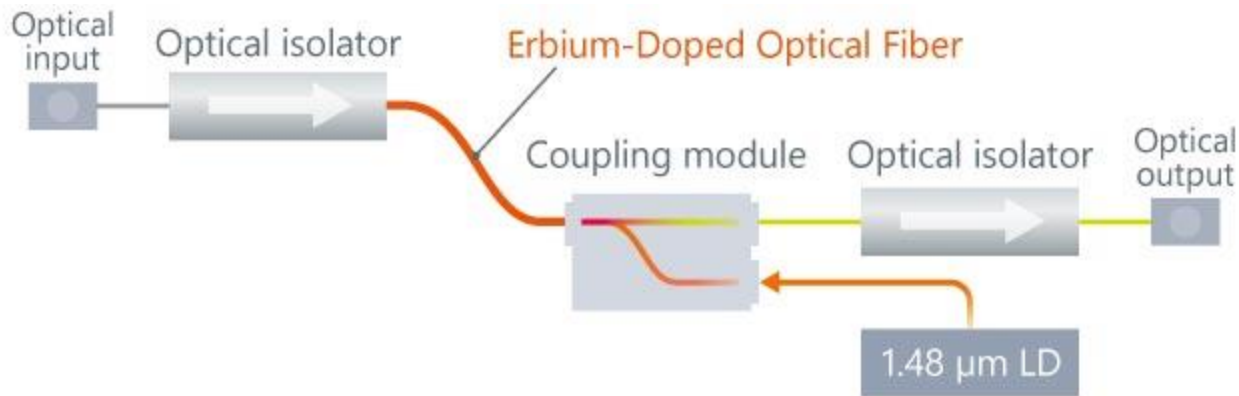 Optical
input
Optical isolator
Erbium-Doped Optical Fiber
Coupling module
Optical isolator
Optical
output
1.48 μm LD